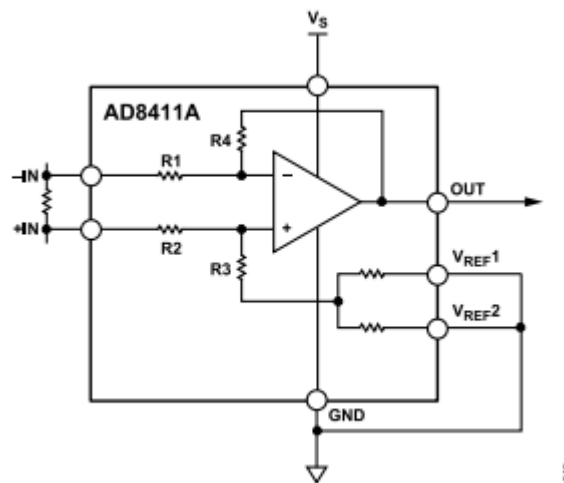 VS
AD8411A
R4
R1
–IN
OUT
+IN
R2
R3
VREF1
VREF2
GND